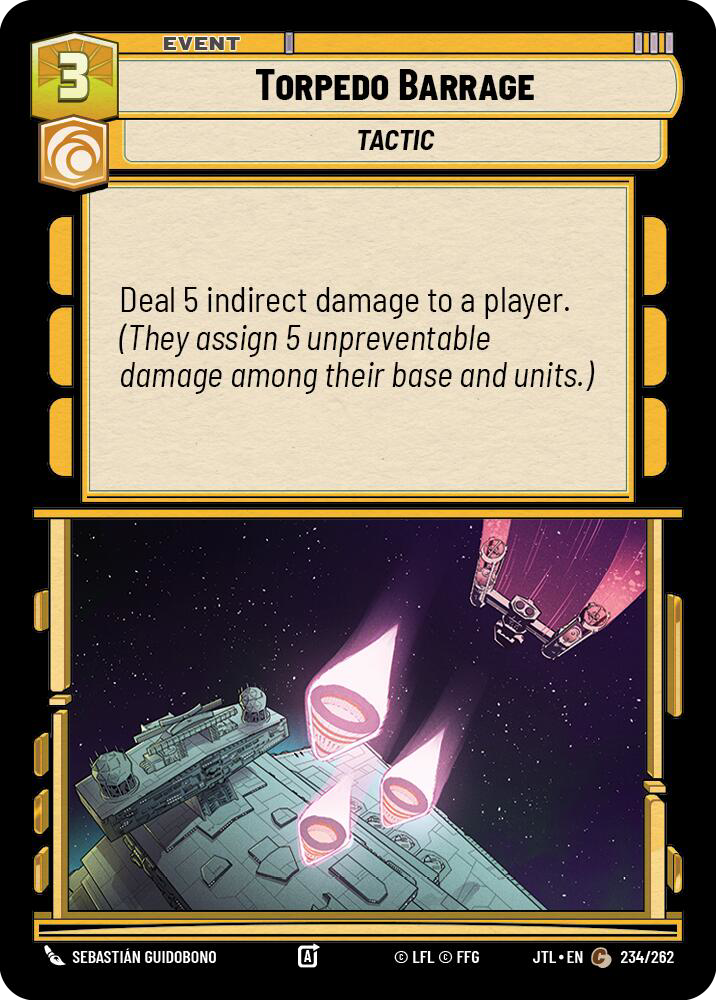 EVENT
3
TORPEDO BARRAGE
TACTIC
Deal 5 indirect damage to a player.
(They assign 5 unpreventable
damage among their base and units.)
SEBASTIÁN GUIDOBONO
A
© LFL © FFG
JTL • EN
C
234/262